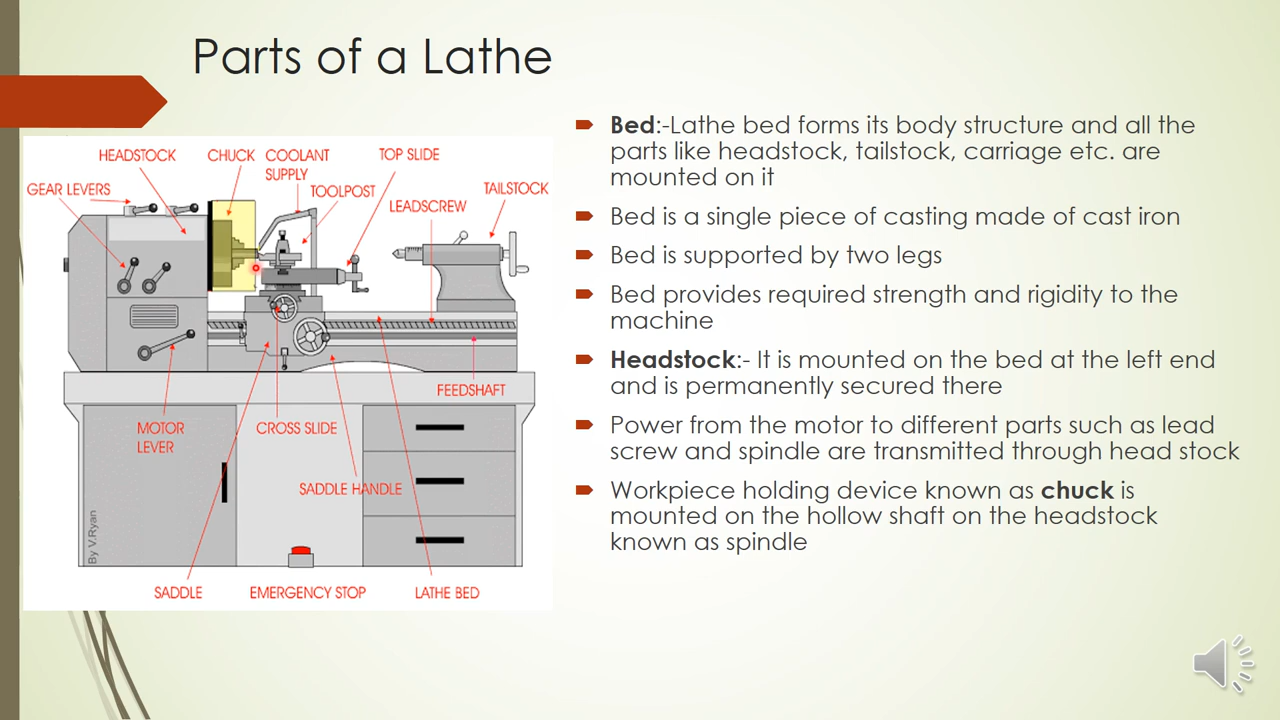 Parts of a Lathe
HEADSTOCK
CHUCK
COOLANT
SUPPLY
TOP SLIDE
GEAR LEVERS
TOOLPOST
TAILSTOCK
LEADSCREW
FEEDSHAFT
MOTOR
LEVER
CROSS SLIDE
SADDLE HANDLE
By V.Ryan
SADDLE
EMERGENCY STOP
LATHE BED
Bed:-Lathe bed forms its body structure and all the
parts like headstock, tailstock, carriage etc. are
mounted on it
Bed is a single piece of casting made of cast iron
Bed is supported by two legs
Bed provides required strength and rigidity to the
machine
Headstock:- It is mounted on the bed at the left end
and is permanently secured there
Power from the motor to different parts such as lead
screw and spindle are transmitted through head stock
Workpiece holding device known as chuck is
mounted on the hollow shaft on the headstock
known as spindle